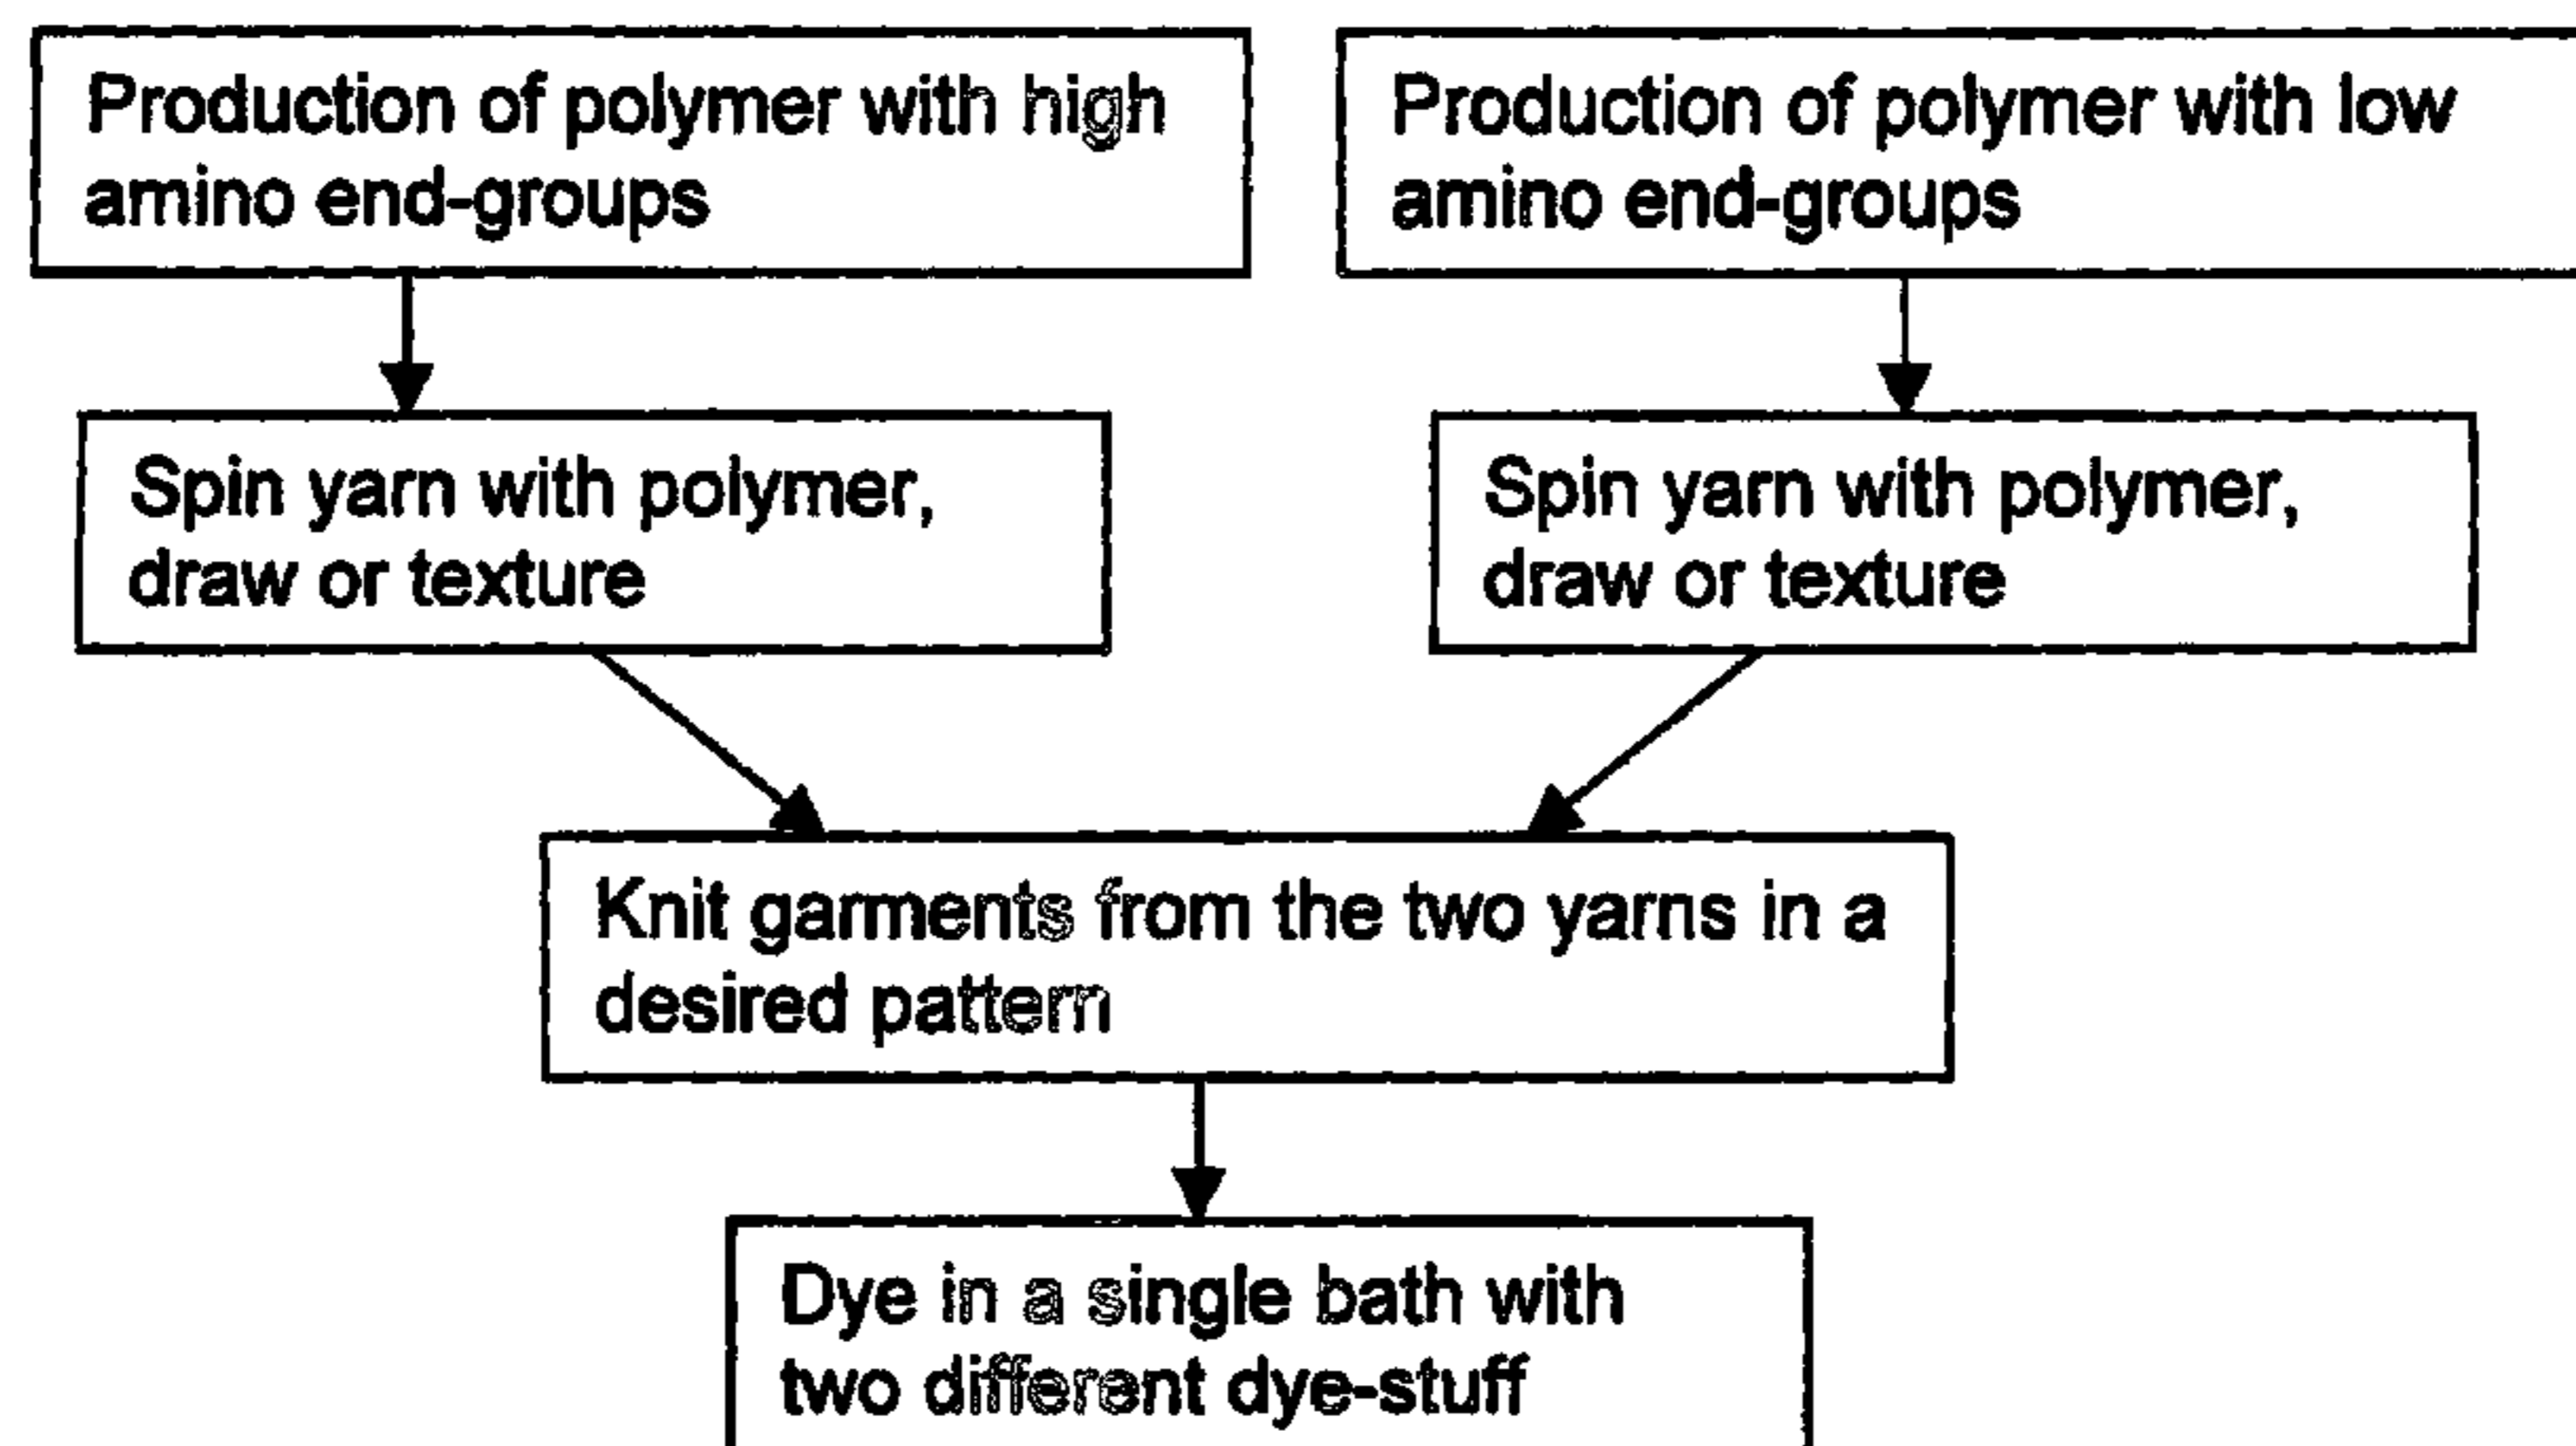 Production of polymer with high
amino end-groups
Production of polymer with low
amino end-groups
Spin yarn with polymer,
draw or texture
Spin yarn with polymer,
draw or texture
Knit garments from the two yarns in a
desired pattern
Dye in a single bath with
two different dye-stuff